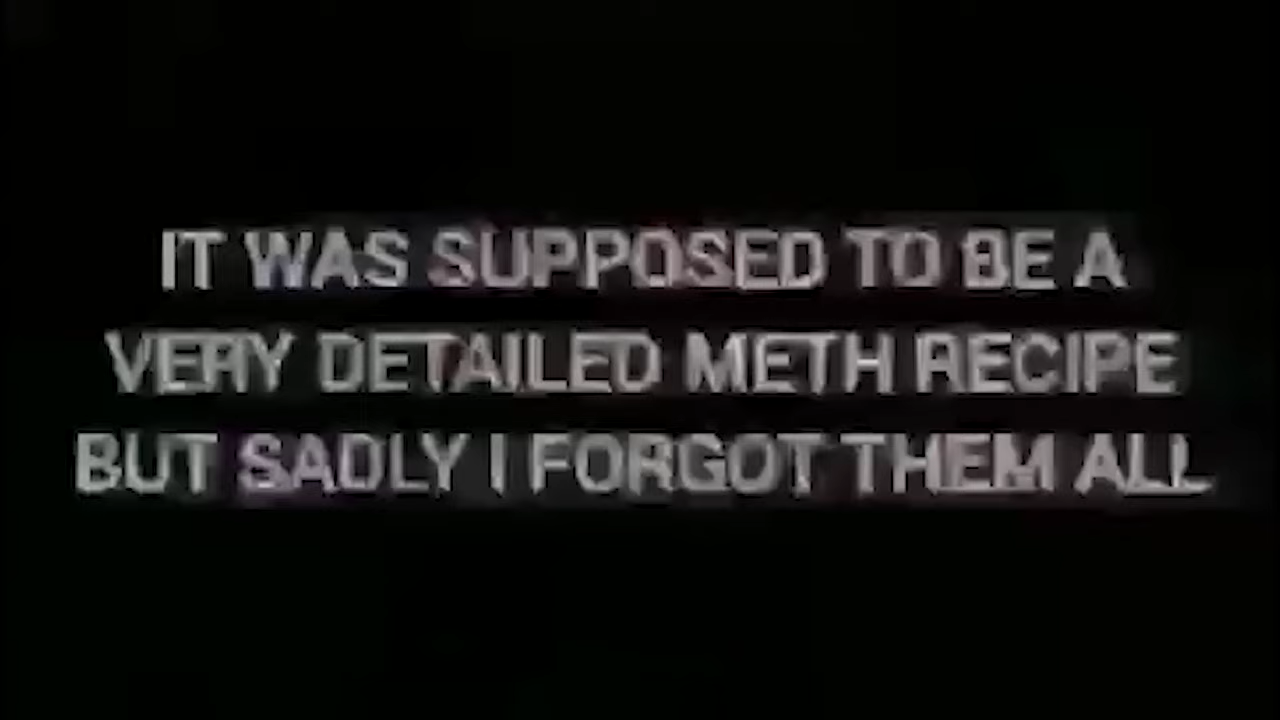 IT WAS SUPPOSED TO BE A
VERY DETAILED METH RECIPE
BUT SADLY I FORGOT THEM ALL